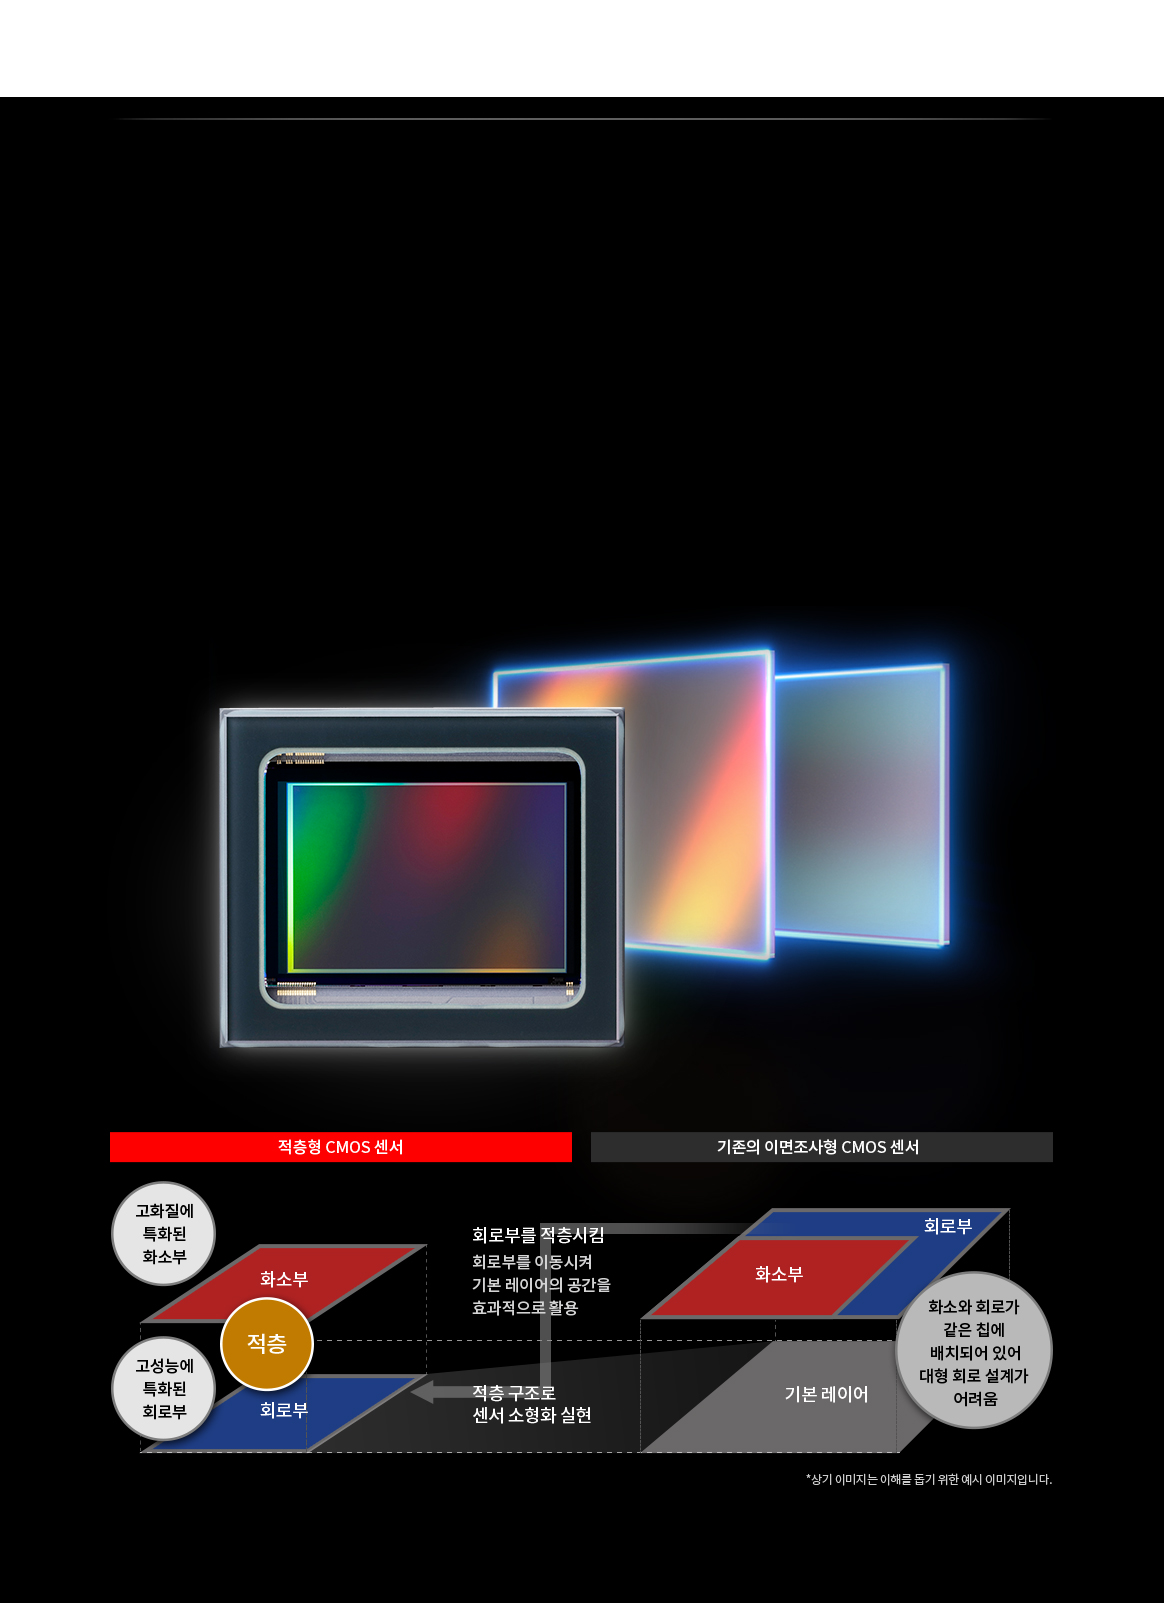 적층형 CMOS 센서
기존의 이면조사형 CMOS 센서
고화질에
특화된
화소부
화소부
적층
고성능에
특화된
회로부
회로부
회로부를 적층시킴
회로부를 이동시켜
기본 레이어의 공간을
효과적으로 활용
적층 구조로
센서 소형화 실현
회로부
화소부
화소와 회로가
같은 칩에
배치되어 있어
대형 회로 설계가
어려움
기본 레이어
*상기 이미지는 이해를 돕기 위한 예시 이미지입니다.